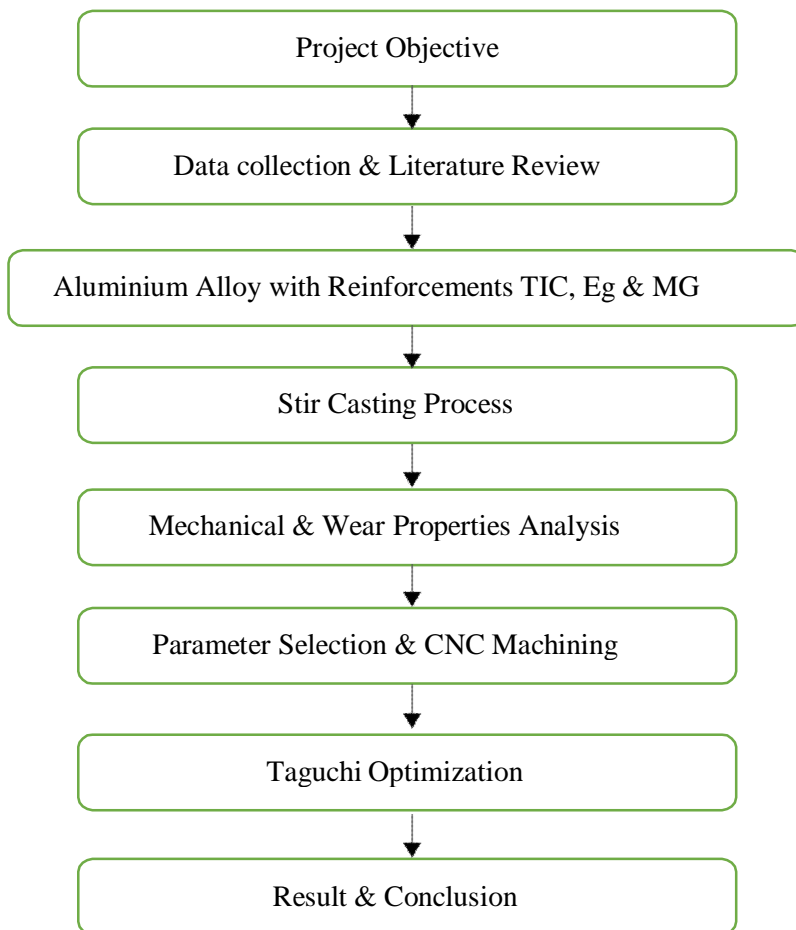 Project Objective
Data collection & Literature Review
Aluminium Alloy with Reinforcements TIC, Eg & MG
Stir Casting Process
Mechanical & Wear Properties Analysis
Parameter Selection & CNC Machining
Taguchi Optimization
Result & Conclusion